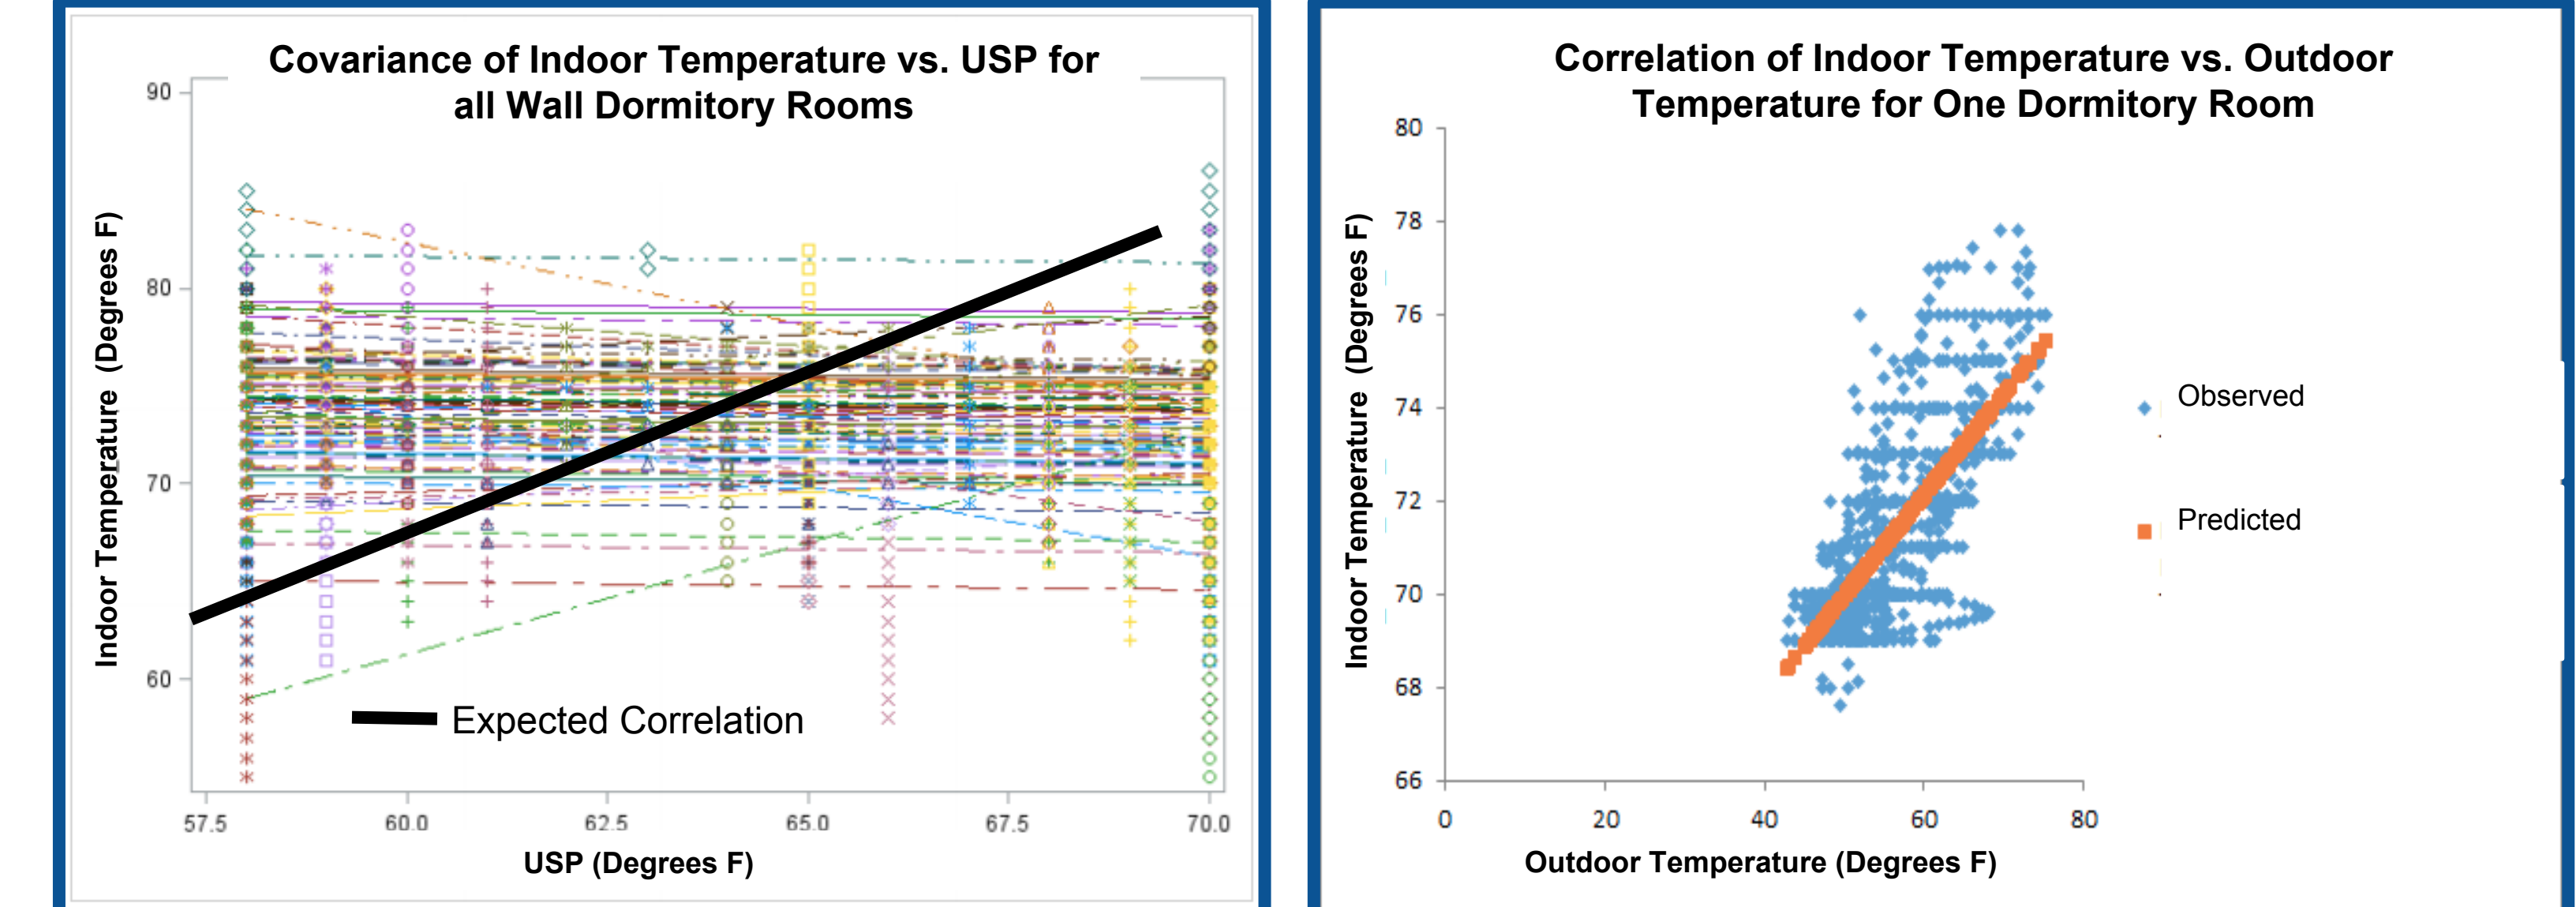 Covariance of Indoor Temperature vs. USP for
all Wall Dormitory Rooms
90
80
70
60
Indoor Temperature (Degrees F)
57.5
60.0
62.5
65.0
67.5
70.0
USP (Degrees F)
Expected Correlation
Correlation of Indoor Temperature vs. Outdoor
Temperature for One Dormitory Room
80
78
76
74
72
70
68
66
Indoor Temperature (Degrees F)
0
20
40
60
80
Outdoor Temperature (Degrees F)
Observed
Predicted